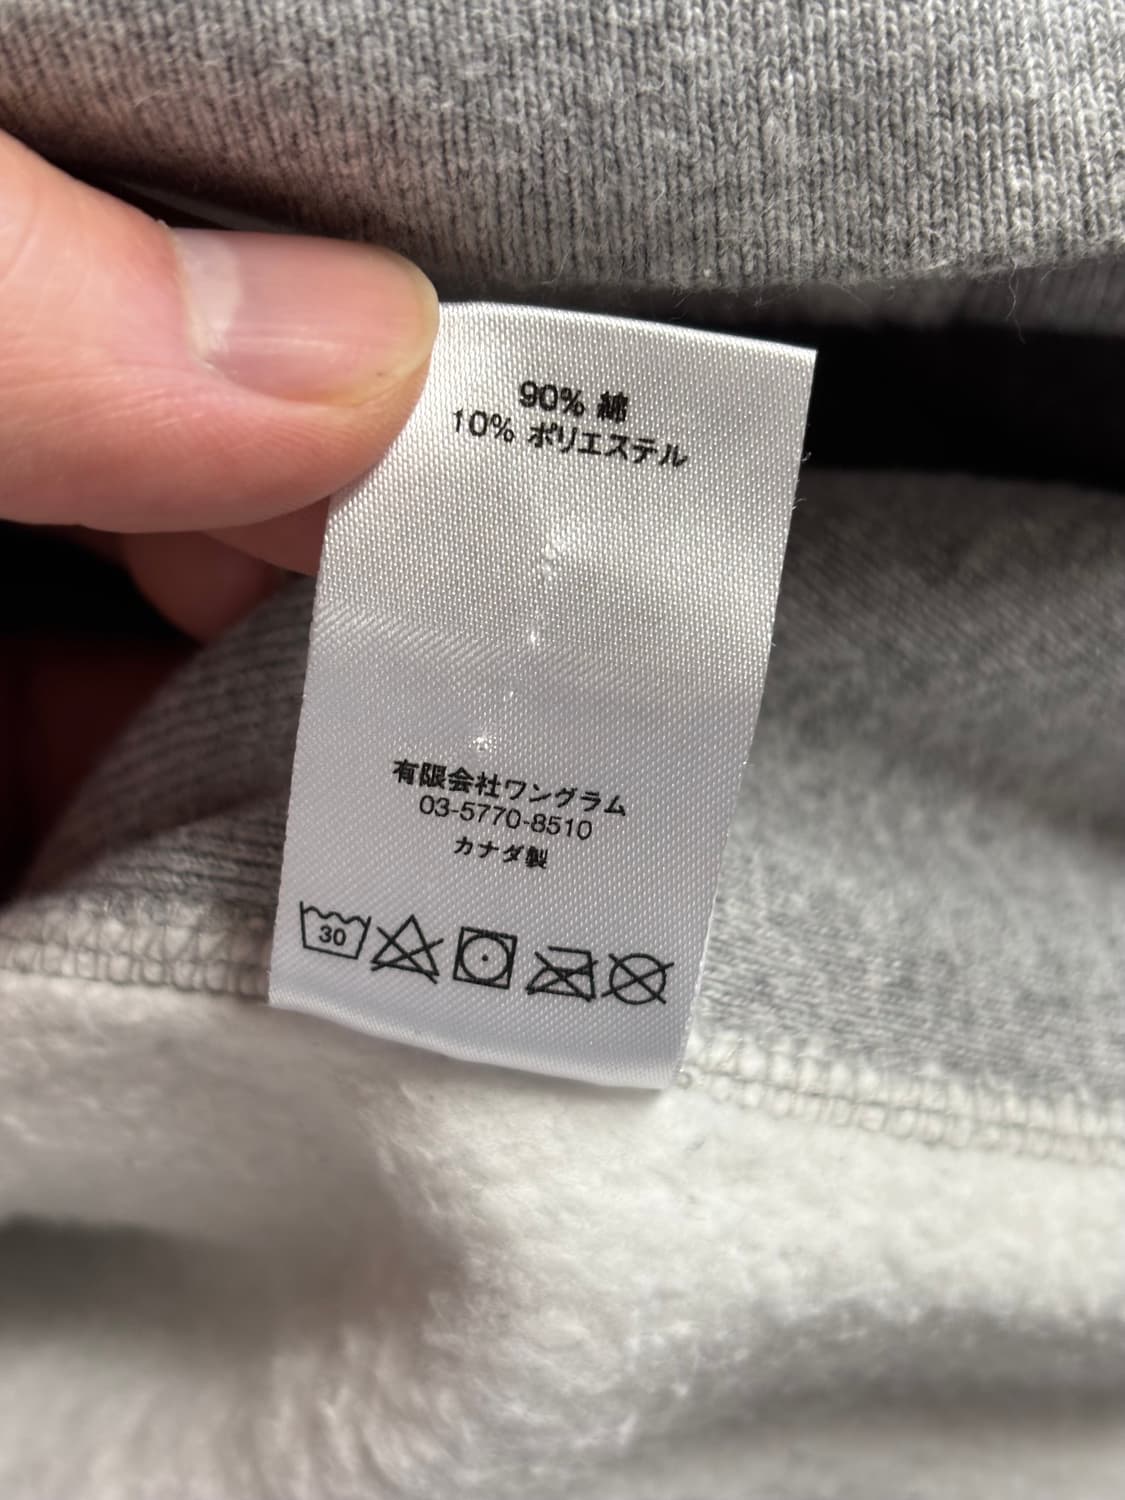 90% 綿
10% ポリエステル
有限会社ワングラム
03-5770-8510
カナダ製
30